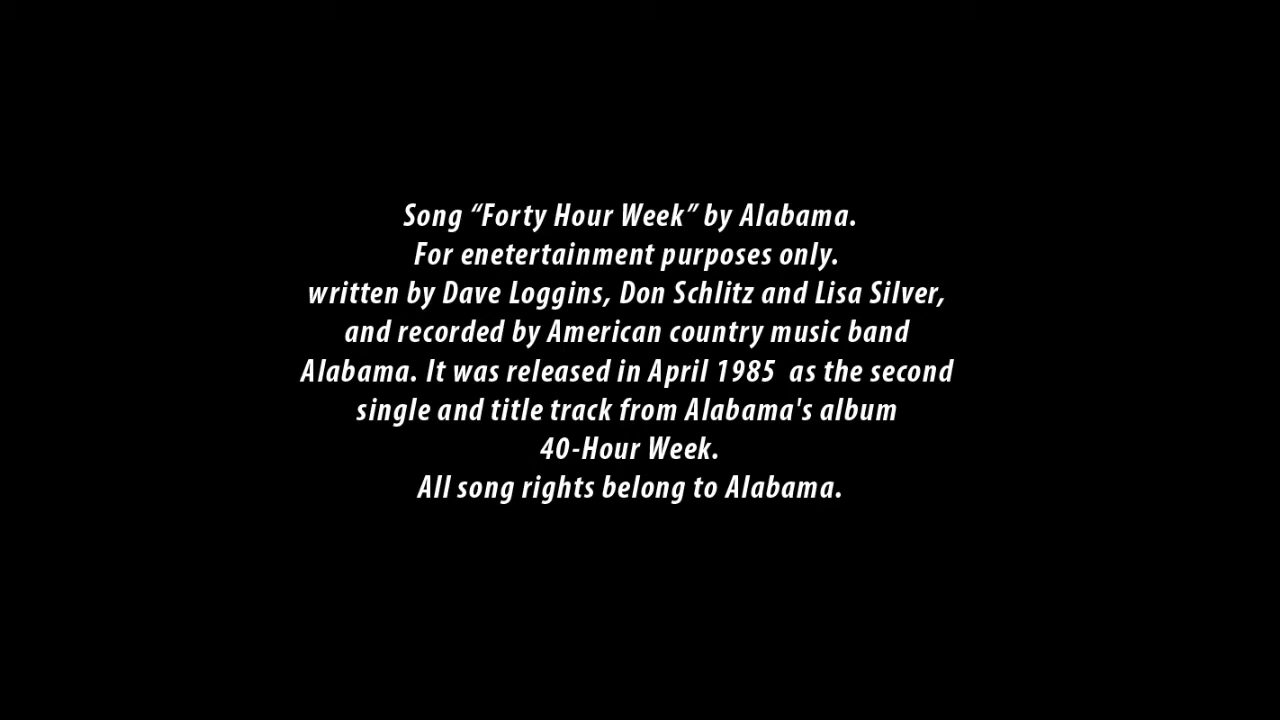 Song “Forty Hour Week” by Alabama.
For enetertainment purposes only.
written by Dave Loggins, Don Schlitz and Lisa Silver,
and recorded by American country music band
Alabama. It was released in April 1985  as the second
single and title track from Alabama's album
40-Hour Week.
All song rights belong to Alabama.